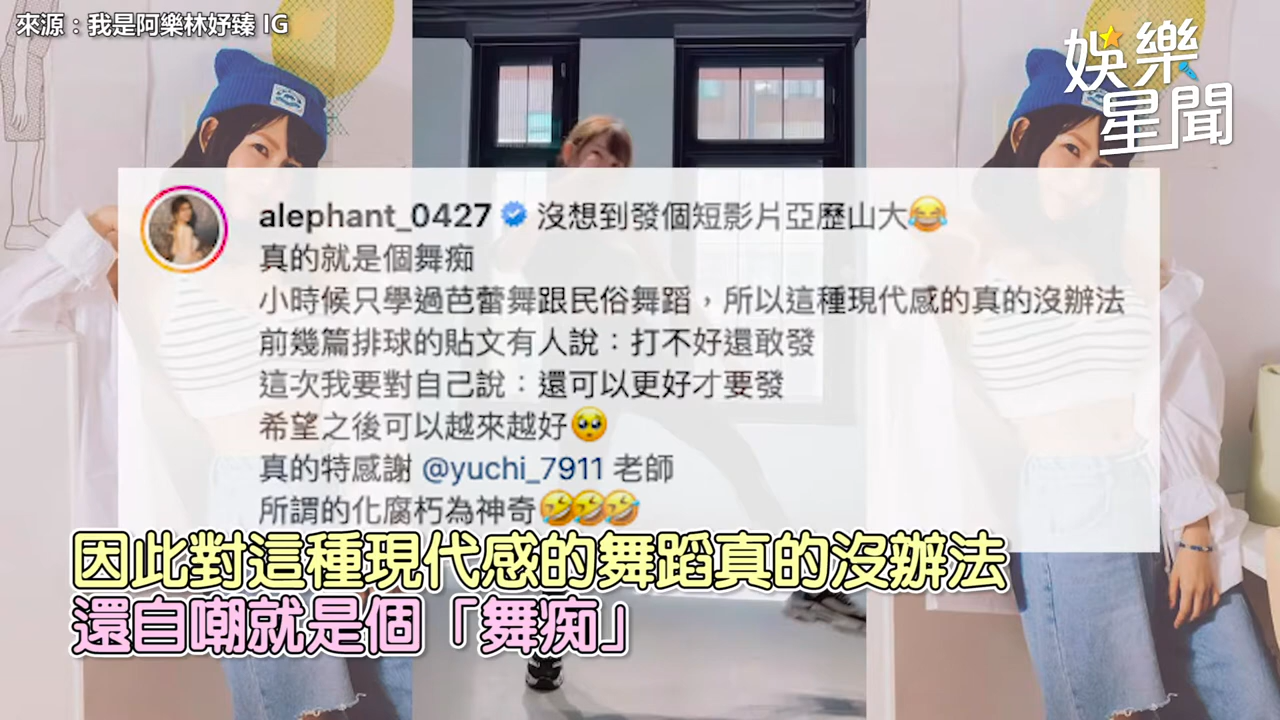 來源：我是阿樂林妤臻 IG
娛樂
星聞
alephant_0427 沒想到發個短影片亞歷山大😂
真的就是個舞痴
小時候只學過芭蕾舞跟民俗舞蹈，所以這種現代感的真的沒辦法
前幾篇排球的貼文有人說：打不好還敢發
這次我要對自己說：還可以更好才要發
希望之後可以越來越好🥺
真的特感謝 @yuchi_7911 老師
所謂的化腐朽為神奇🤣🤣🤣
因此對這種現代感的舞蹈真的沒辦法
還自嘲就是個「舞痴」